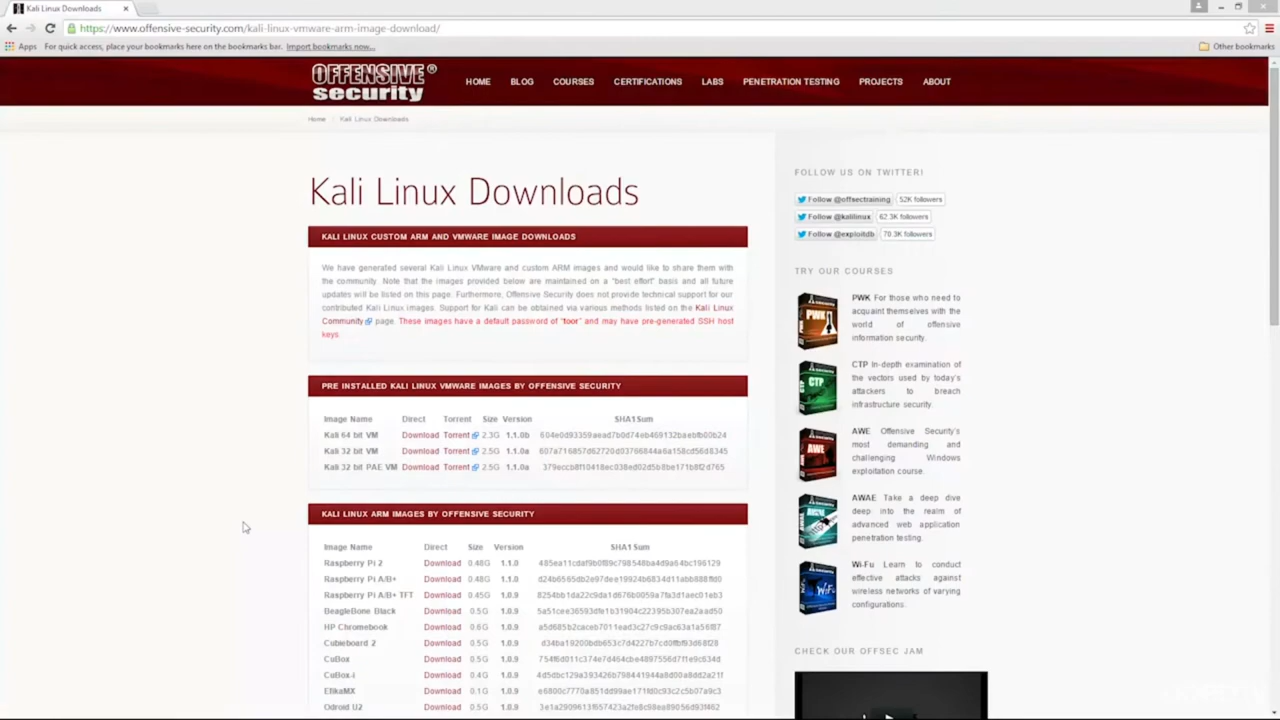 Kali Linux Downloads
https://www.offensive-security.com/kali-linux-vmware-arm-image-download/
Apps For quick access, place your bookmarks here on the bookmarks bar. Import bookmarks now...
Other bookmarks
OFFENSIVE®
security
HOME BLOG COURSES CERTIFICATIONS LABS PENETRATION TESTING PROJECTS ABOUT
Home / Kali Linux Downloads
Kali Linux Downloads
KALI LINUX CUSTOM ARM AND VMWARE IMAGE DOWNLOADS
We have generated several Kali Linux VMware and custom ARM images and would like to share them with
the community. Note that the images provided below are maintained on a "best effort" basis and all future
updates will be listed on this page. Furthermore, Offensive Security does not provide technical support for our
contributed Kali Linux images. Support for Kali can be obtained via various methods listed on the Kali Linux
Community page. These images have a default password of "toor" and may have pre-generated SSH host
keys.
PRE INSTALLED KALI LINUX VMWARE IMAGES BY OFFENSIVE SECURITY
Image Name Direct Torrent Size Version SHA1Sum
Kali 64 bit VM Download Torrent 2.3G 1.1.0b
Kali 32 bit VM Download Torrent 2.5G 1.1.0a
Kali 32 bit PAE VM Download Torrent 2.5G 1.1.0a
KALI LINUX ARM IMAGES BY OFFENSIVE SECURITY
Image Name Direct Size Version SHA1Sum
Raspberry Pi 2 Download 0.48G 1.1.0
Raspberry Pi A/B+ Download 0.48G 1.1.0
Raspberry Pi A/B+ TFT Download 0.45G 1.1.0
BeagleBone Black Download 0.5G 1.0.9
HP Chromebook Download 0.6G 1.0.9
Cubieboard 2 Download 0.5G 1.0.9
CuBox Download 0.5G 1.0.9
CuBox-i Download 0.4G 1.0.9
EfikaMX Download 0.1G 1.0.9
Odroid U2 Download 0.5G 1.0.9
FOLLOW US ON TWITTER!
Follow @offsectraining 52K followers
Follow @kalilinux 62.3K followers
Follow @exploitdb 70.3K followers
TRY OUR COURSES
PWK
PWK For those who need to
acquaint themselves with the
world of offensive
information security.
CTP
CTP In-depth examination of
the vectors used by today's
attackers to breach
infrastructure security.
AWE
AWE Offensive Security's
most demanding and
challenging Windows
exploitation course.
AWAE Take a deep dive
deep into the realm of
advanced web application
penetration testing.
Wi-Fu
Wi-Fu Learn to conduct
effective attacks against
wireless networks of varying
configurations.
CHECK OUR OFFSEC JAM